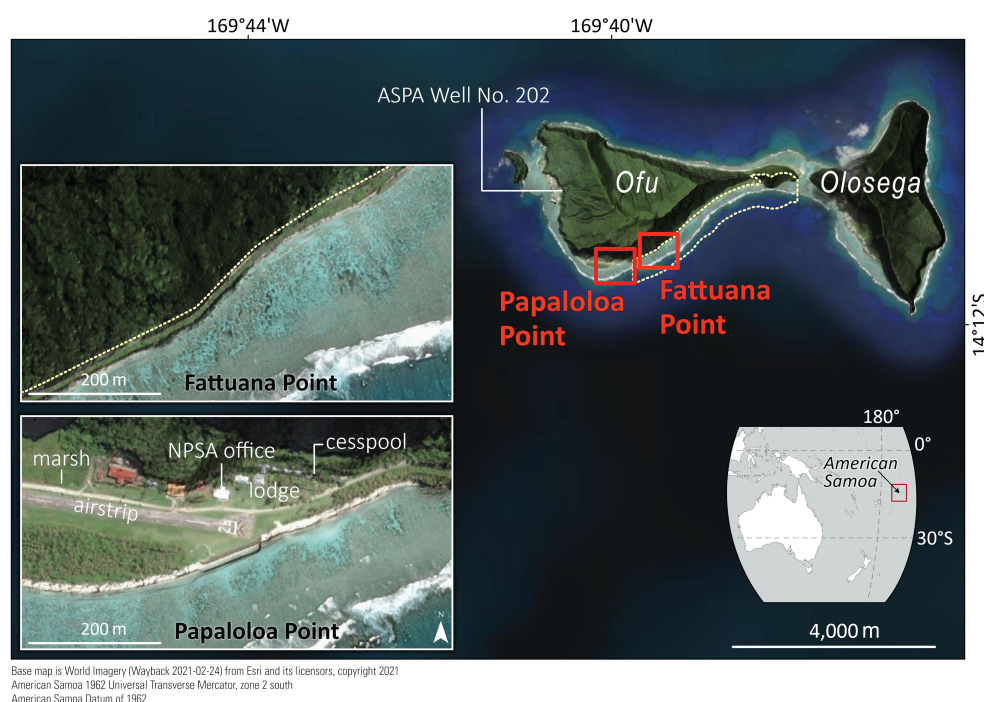 169°44'W
169°40'W
ASPA Well No. 202
Ofu
Olosega
Papaloloa
Point
Fattuana
Point
14°12'S
200 m
Fattuana Point
marsh
NPSA office
cesspool
lodge
airstrip
200 m
Papaloloa Point
N
180°
0°
American
Samoa
30°S
4,000 m
Base map is World Imagery (Wayback 2021-02-24) from Esri and its licensors, copyright 2021
American Samoa 1962 Universal Transverse Mercator, zone 2 south
American Samoa Datum of 1962